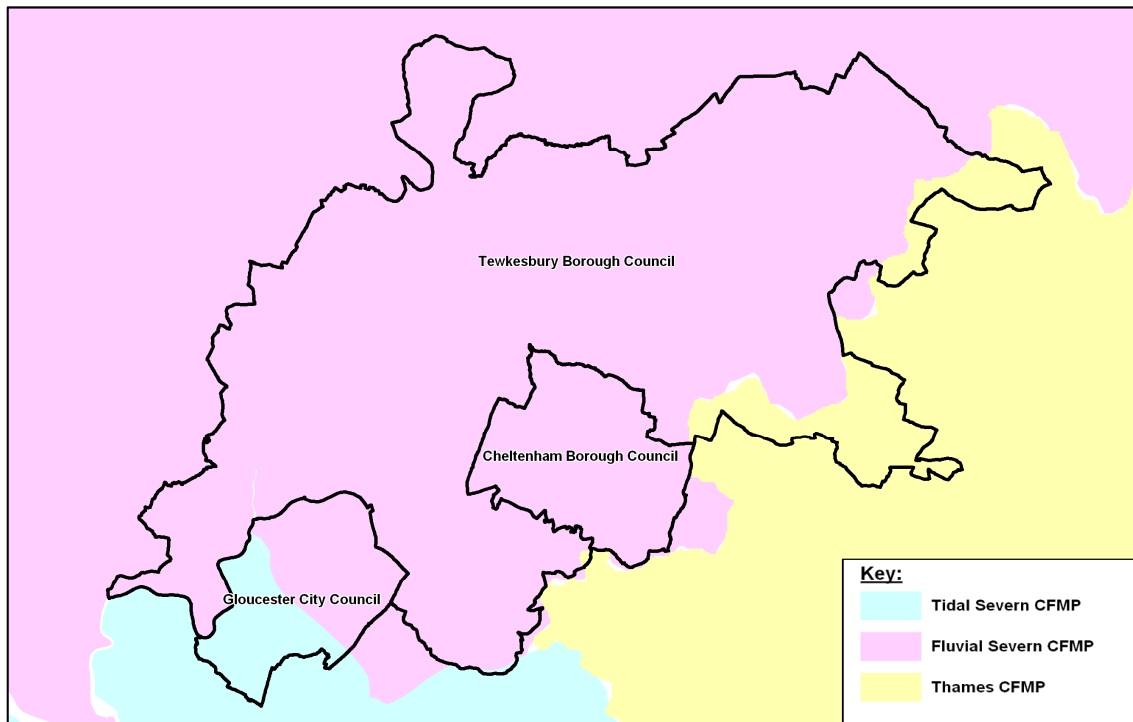 Tewkesbury Borough Council
Cheltenham Borough Council
Gloucester City Council
Key:
Tidal Severn CFMP
Fluvial Severn CFMP
Thames CFMP